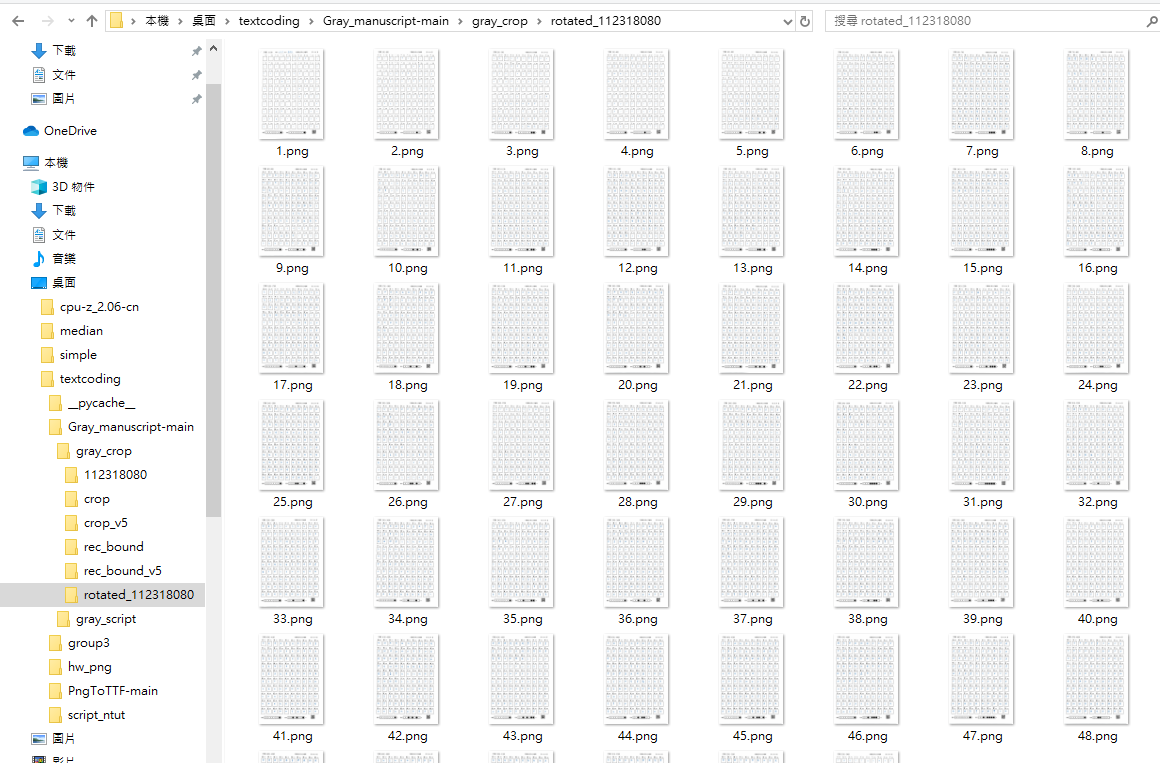 本機 > 桌面 > textcoding > Gray_manuscript-main > gray_crop > rotated_112318080
搜尋 rotated_112318080
下載
文件
圖片
OneDrive
本機
3D 物件
下載
文件
音樂
桌面
cpu-z_2.06-cn
median
simple
textcoding
__pycache__
Gray_manuscript-main
gray_crop
112318080
crop
crop_v5
rec_bound
rec_bound_v5
rotated_112318080
gray_script
group3
hw_png
PngToTTF-main
script_ntut
圖片
影片
1.png 2.png 3.png 4.png 5.png 6.png 7.png 8.png
9.png 10.png 11.png 12.png 13.png 14.png 15.png 16.png
17.png 18.png 19.png 20.png 21.png 22.png 23.png 24.png
25.png 26.png 27.png 28.png 29.png 30.png 31.png 32.png
33.png 34.png 35.png 36.png 37.png 38.png 39.png 40.png
41.png 42.png 43.png 44.png 45.png 46.png 47.png 48.png